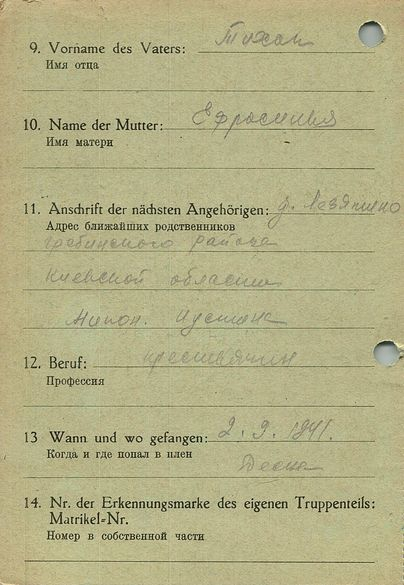 9. Vorname des Vaters: Тихон
Имя отца
10. Name der Mutter: Ефросинья
Имя матери
11. Anschrift der nächsten Angehörigen: д.
Адрес ближайших родственников
района
Киевской области
12. Beruf: крестьянин
Профессия
13 Wann und wo gefangen: 2. 9. 1941.
Когда и где попал в плен
Десна
14. Nr. der Erkennungsmarke des eigenen Truppenteils:
Matrikel-Nr.
Номер в собственной части